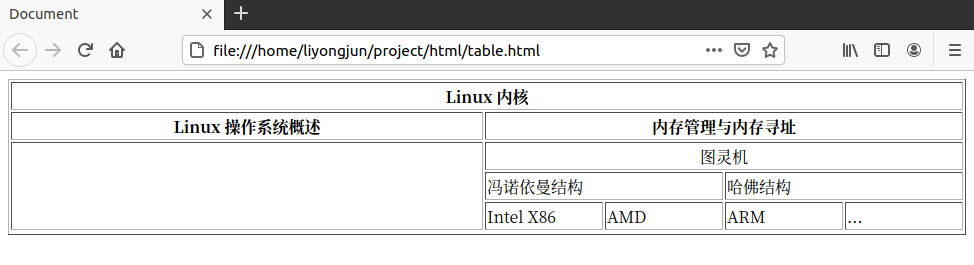 Document
file:///home/liyongjun/project/html/table.html
Linux 内核
Linux 操作系统概述 内存管理与内存寻址
图灵机
冯诺依曼结构 哈佛结构
Intel X86 AMD ARM ...